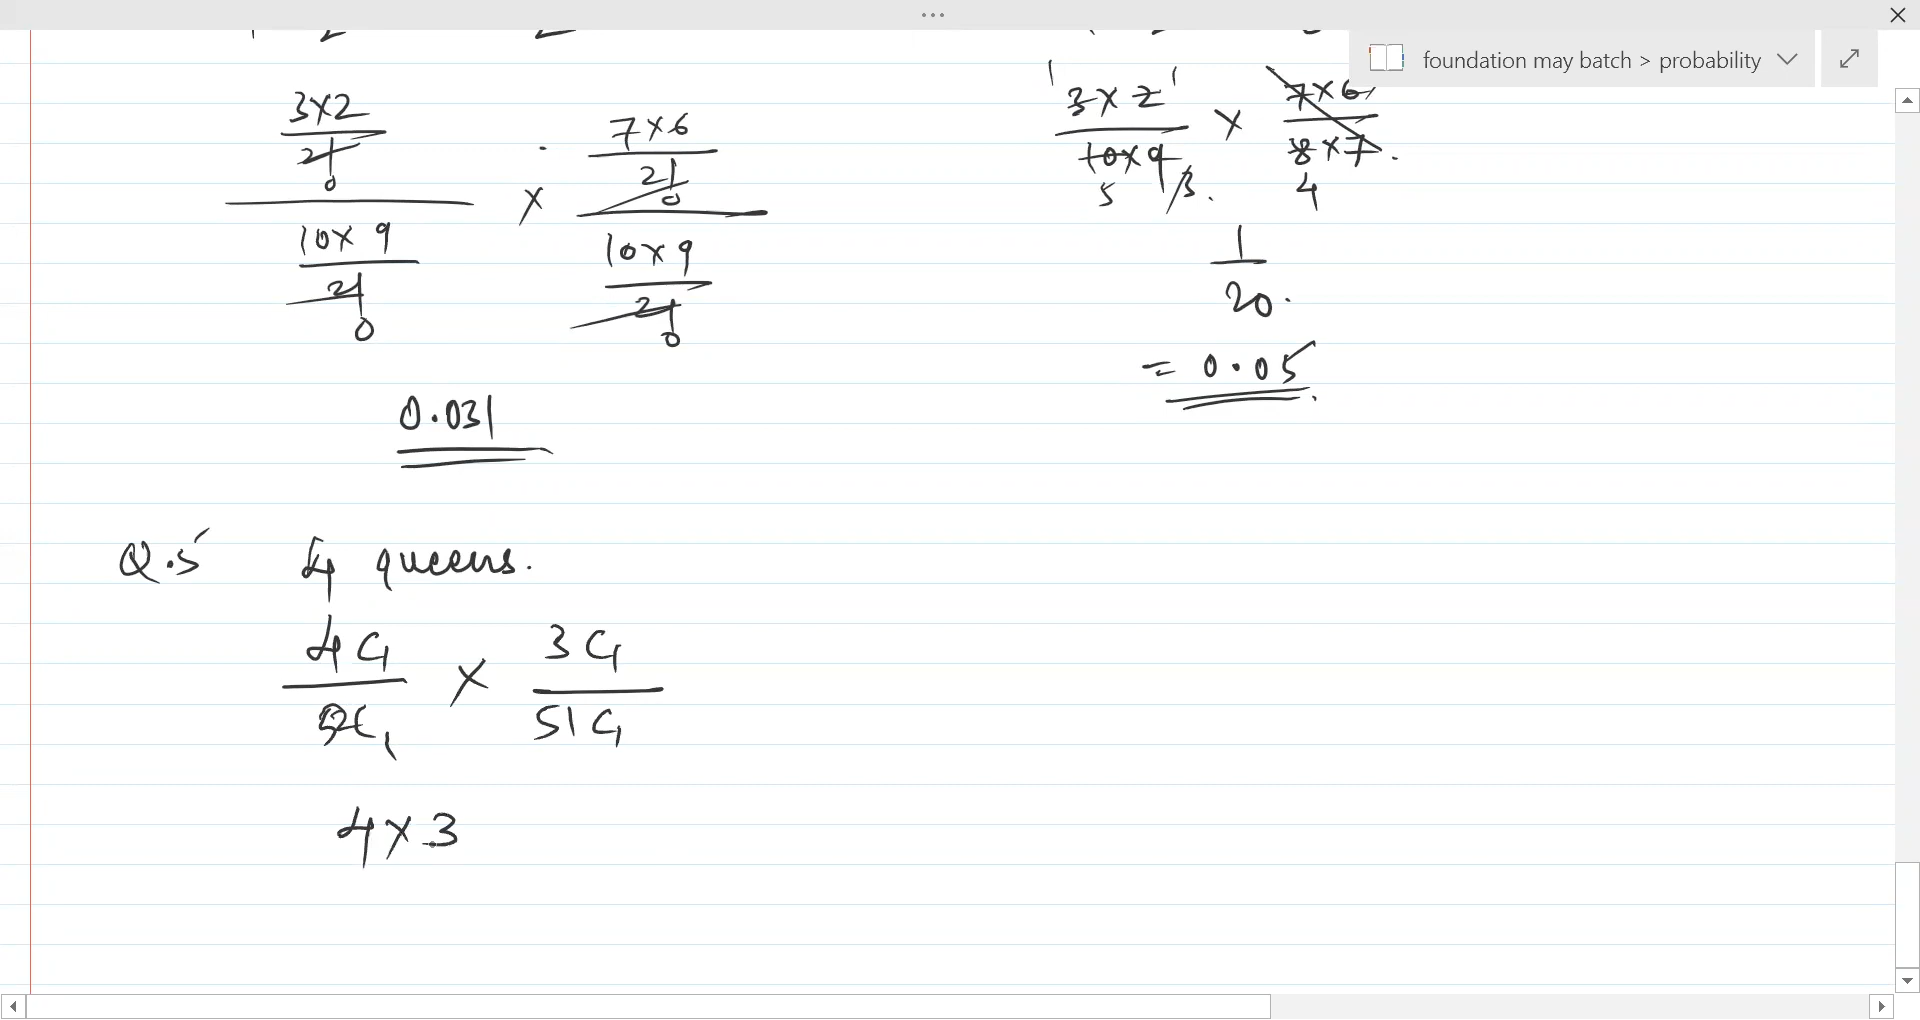 foundation may batch > probability
3×2 / 2! × 7×6 / 2!
10×9 / 2! 10×9 / 2!
0.031
3×2 / 10×9 × 7×6 / 8×7
5 3 4
1 / 20
= 0.05
Q.5 4 queens.
4C1 / 52C1 × 3C1 / 51C1
4×3